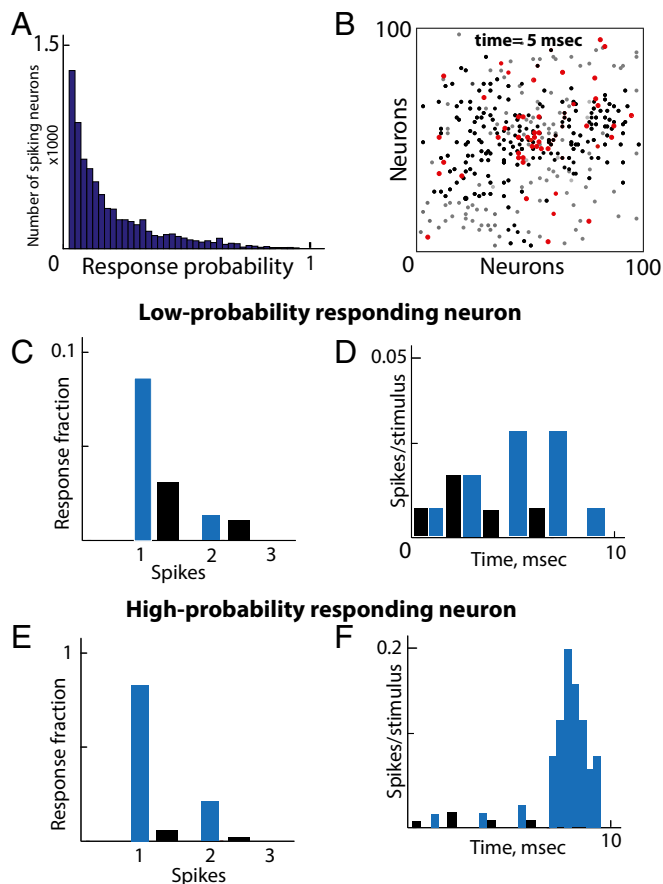 A
1.5
Number of spiking neurons
x1000
0
Response probability
1
B
100
time= 5 msec
Neurons
0
Neurons
100
Low-probability responding neuron
C
0.1
Response fraction
1
2
3
Spikes
D
0.05
Spikes/stimulus
0
Time, msec
10
High-probability responding neuron
E
1
Response fraction
1
2
3
Spikes
F
0.2
Spikes/stimulus
0
Time, msec
10